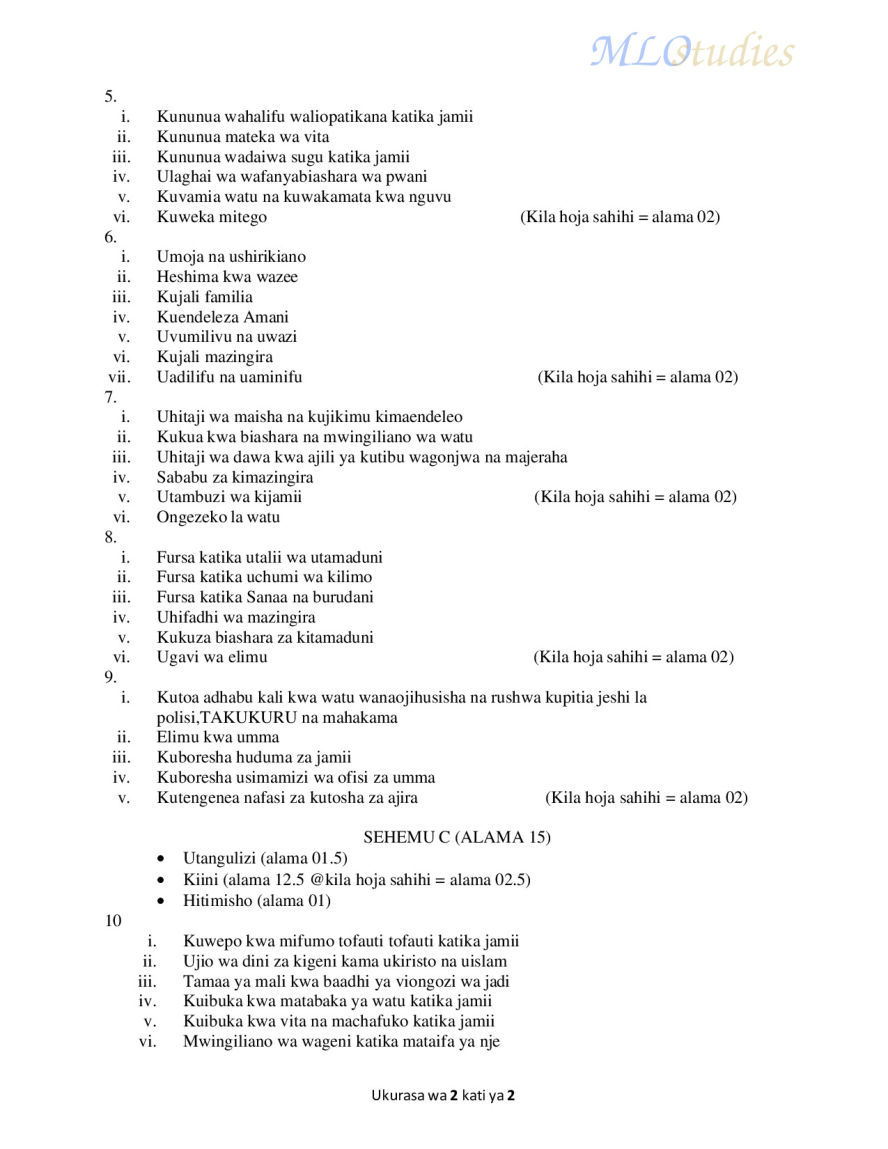 MLOstudies
5.
i. Kununua wahalifu waliopatikana katika jamii
ii. Kununua mateka wa vita
iii. Kununua wadaiwa sugu katika jamii
iv. Ulaghai wa wafanyabiashara wa pwani
v. Kuvamia watu na kuwakamata kwa nguvu
vi. Kuweka mitego (Kila hoja sahihi = alama 02)
6.
i. Umoja na ushirikiano
ii. Heshima kwa wazee
iii. Kujali familia
iv. Kuendeleza Amani
v. Uvumilivu na uwazi
vi. Kujali mazingira
vii. Uadilifu na uaminifu (Kila hoja sahihi = alama 02)
7.
i. Uhitaji wa maisha na kujikimu kimaendeleo
ii. Kukua kwa biashara na mwingiliano wa watu
iii. Uhitaji wa dawa kwa ajili ya kutibu wagonjwa na majeraha
iv. Sababu za kimazingira
v. Utambuzi wa kijamii (Kila hoja sahihi = alama 02)
vi. Ongezeko la watu
8.
i. Fursa katika utalii wa utamaduni
ii. Fursa katika uchumi wa kilimo
iii. Fursa katika Sanaa na burudani
iv. Uhifadhi wa mazingira
v. Kukuza biashara za kitamaduni
vi. Ugavi wa elimu (Kila hoja sahihi = alama 02)
9.
i. Kutoa adhabu kali kwa watu wanaojihusisha na rushwa kupitia jeshi la
polisi,TAKUKURU na mahakama
ii. Elimu kwa umma
iii. Kuboresha huduma za jamii
iv. Kuboresha usimamizi wa ofisi za umma
v. Kutengenea nafasi za kutosha za ajira (Kila hoja sahihi = alama 02)
SEHEMU C (ALAMA 15)
• Utangulizi (alama 01.5)
• Kiini (alama 12.5 @kila hoja sahihi = alama 02.5)
• Hitimisho (alama 01)
10
i. Kuwepo kwa mifumo tofauti tofauti katika jamii
ii. Ujio wa dini za kigeni kama ukiristo na uislam
iii. Tamaa ya mali kwa baadhi ya viongozi wa jadi
iv. Kuibuka kwa matabaka ya watu katika jamii
v. Kuibuka kwa vita na machafuko katika jamii
vi. Mwingiliano wa wageni katika mataifa ya nje
Ukurasa wa 2 kati ya 2